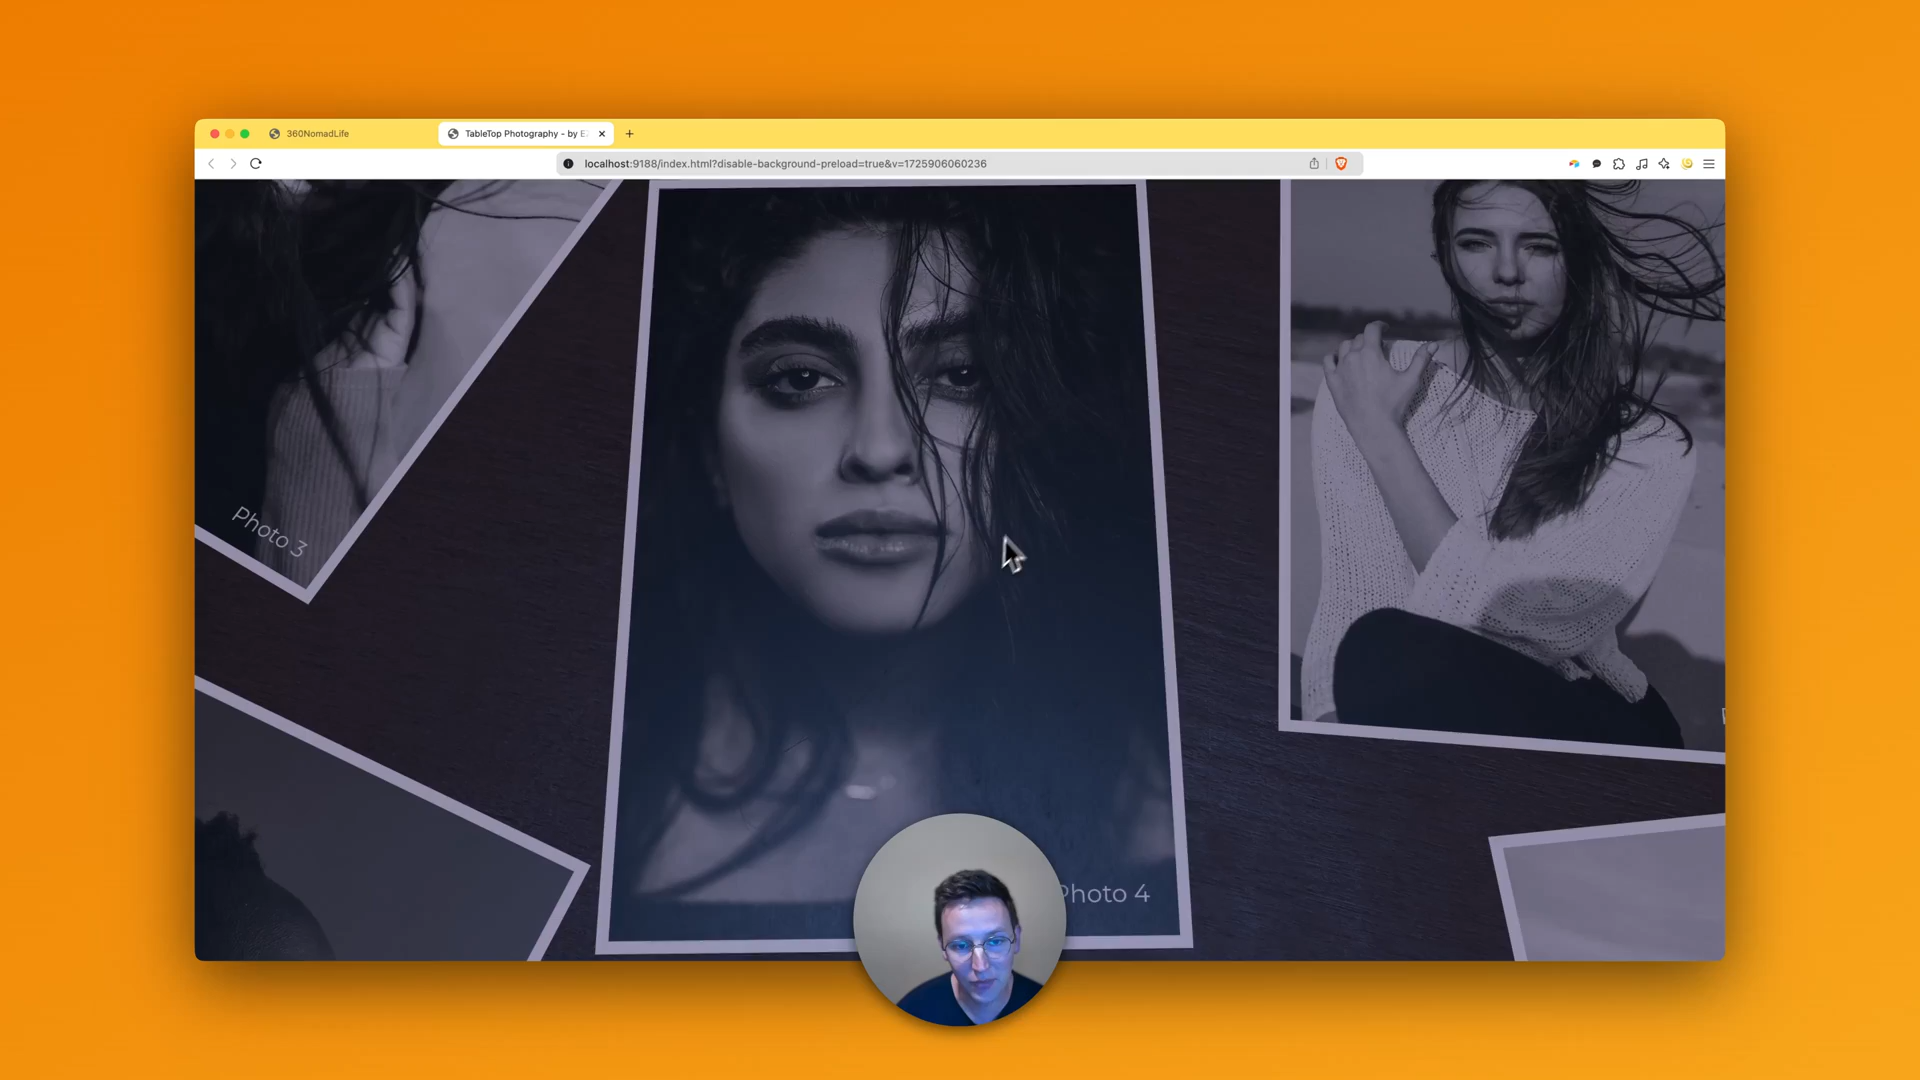 360NomadLife
TableTop Photography - by E
localhost:9188/index.html?disable-background-preload=true&v=1725906060236
Photo 3
Photo 4